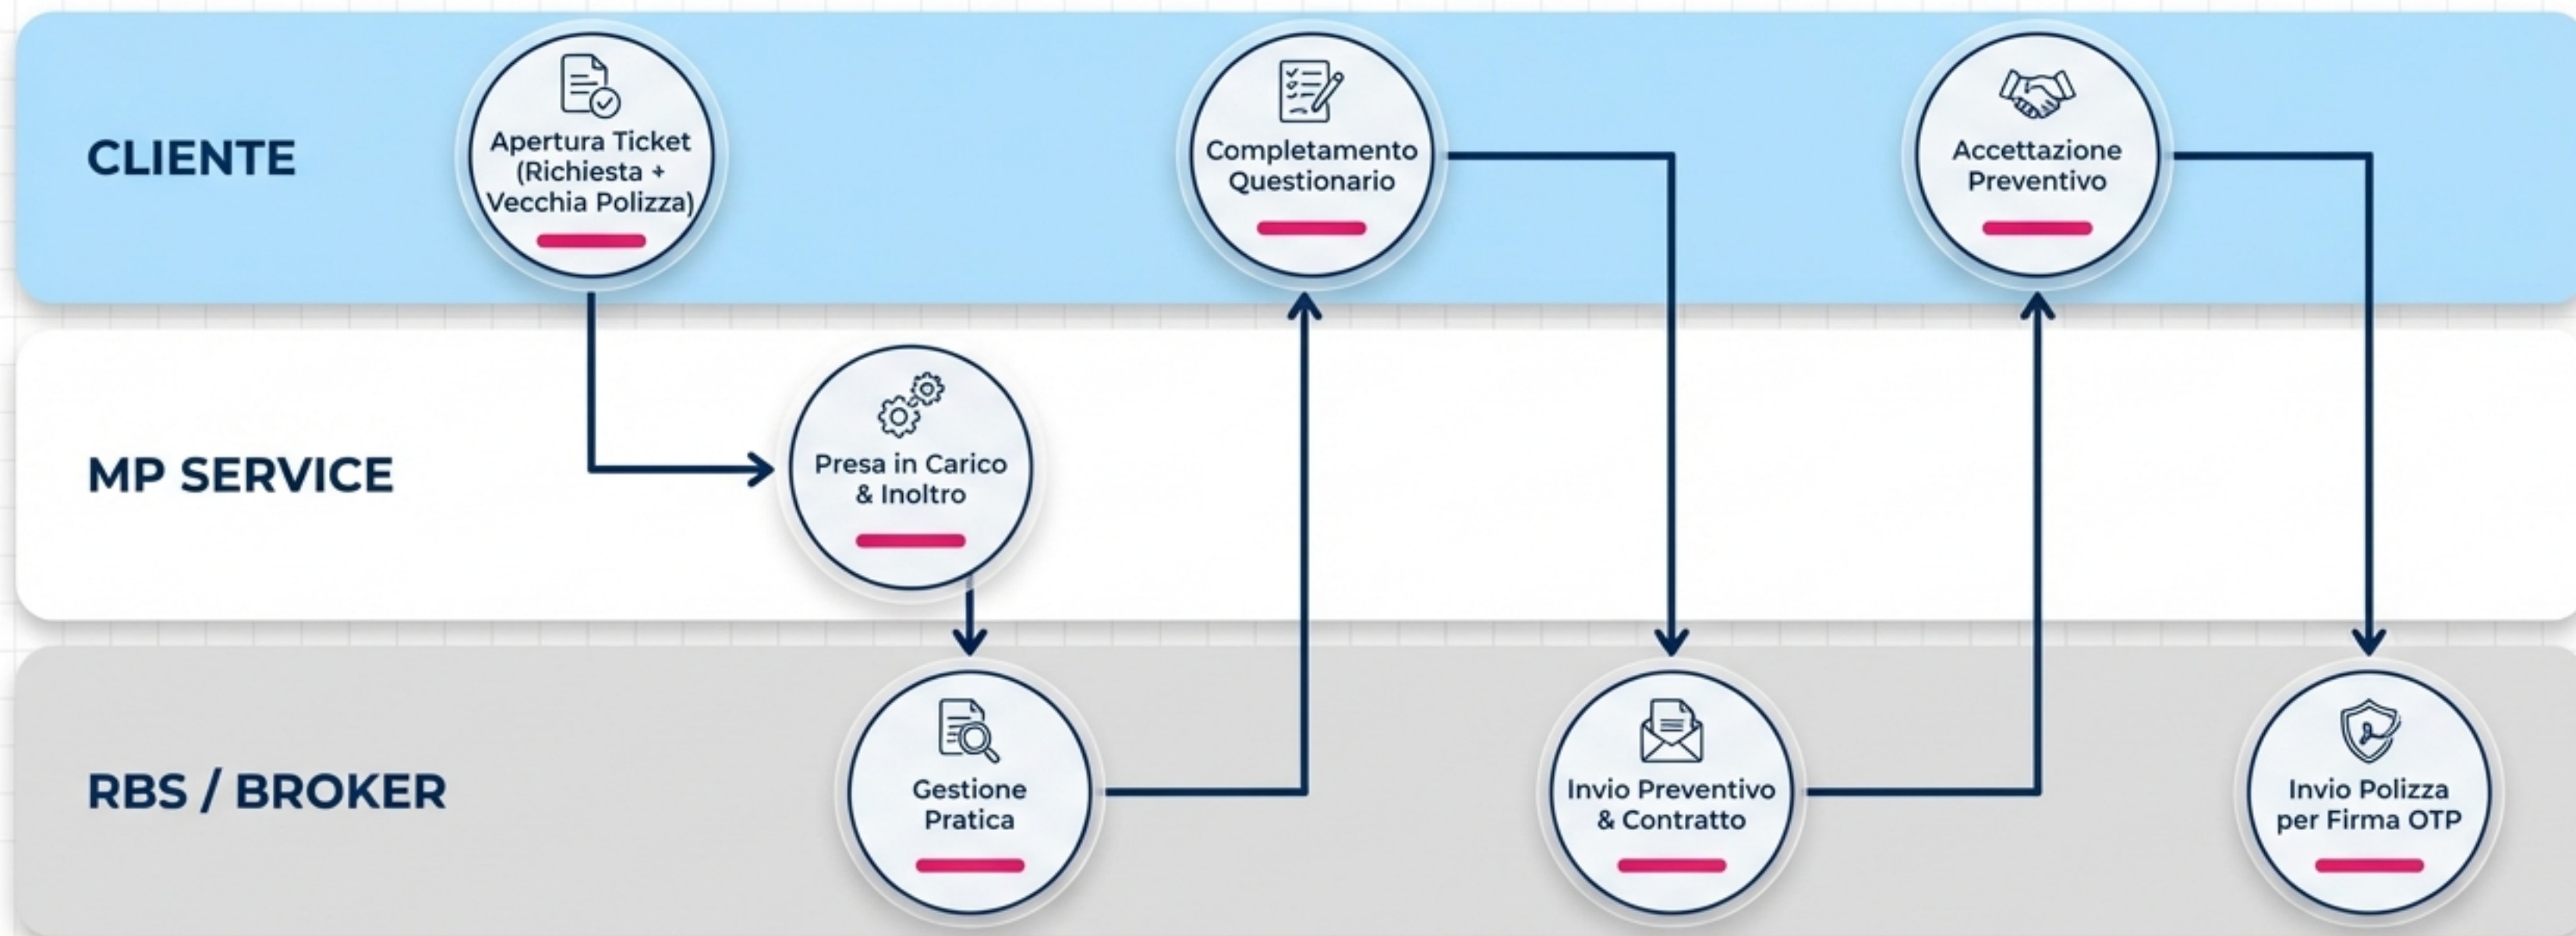 CLIENTE
Apertura Ticket
(Richiesta +
Vecchia Polizza)
Completamento
Questionario
Accettazione
Preventivo
MP SERVICE
Presa in Carico
& Inoltro
RBS / BROKER
Gestione
Pratica
Invio Preventivo
& Contratto
Invio Polizza
per Firma OTP